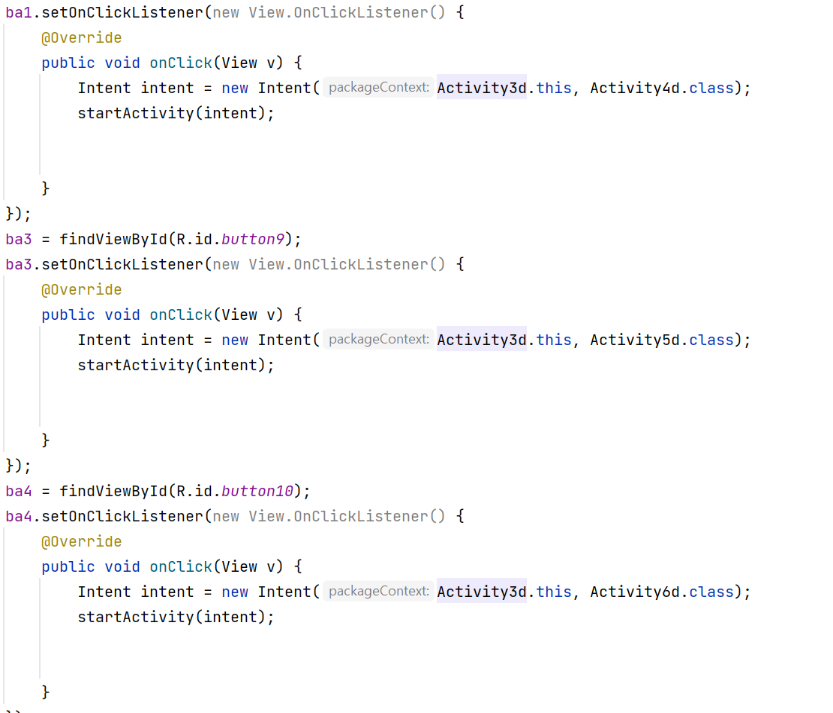 ba1.setOnClickListener(new View.OnClickListener() {
@Override
public void onClick(View v) {
Intent intent = new Intent( packageContext: Activity3d.this, Activity4d.class);
startActivity(intent);
}
});
ba3 = findViewById(R.id.button9);
ba3.setOnClickListener(new View.OnClickListener() {
@Override
public void onClick(View v) {
Intent intent = new Intent( packageContext: Activity3d.this, Activity5d.class);
startActivity(intent);
}
});
ba4 = findViewById(R.id.button10);
ba4.setOnClickListener(new View.OnClickListener() {
@Override
public void onClick(View v) {
Intent intent = new Intent( packageContext: Activity3d.this, Activity6d.class);
startActivity(intent);
}